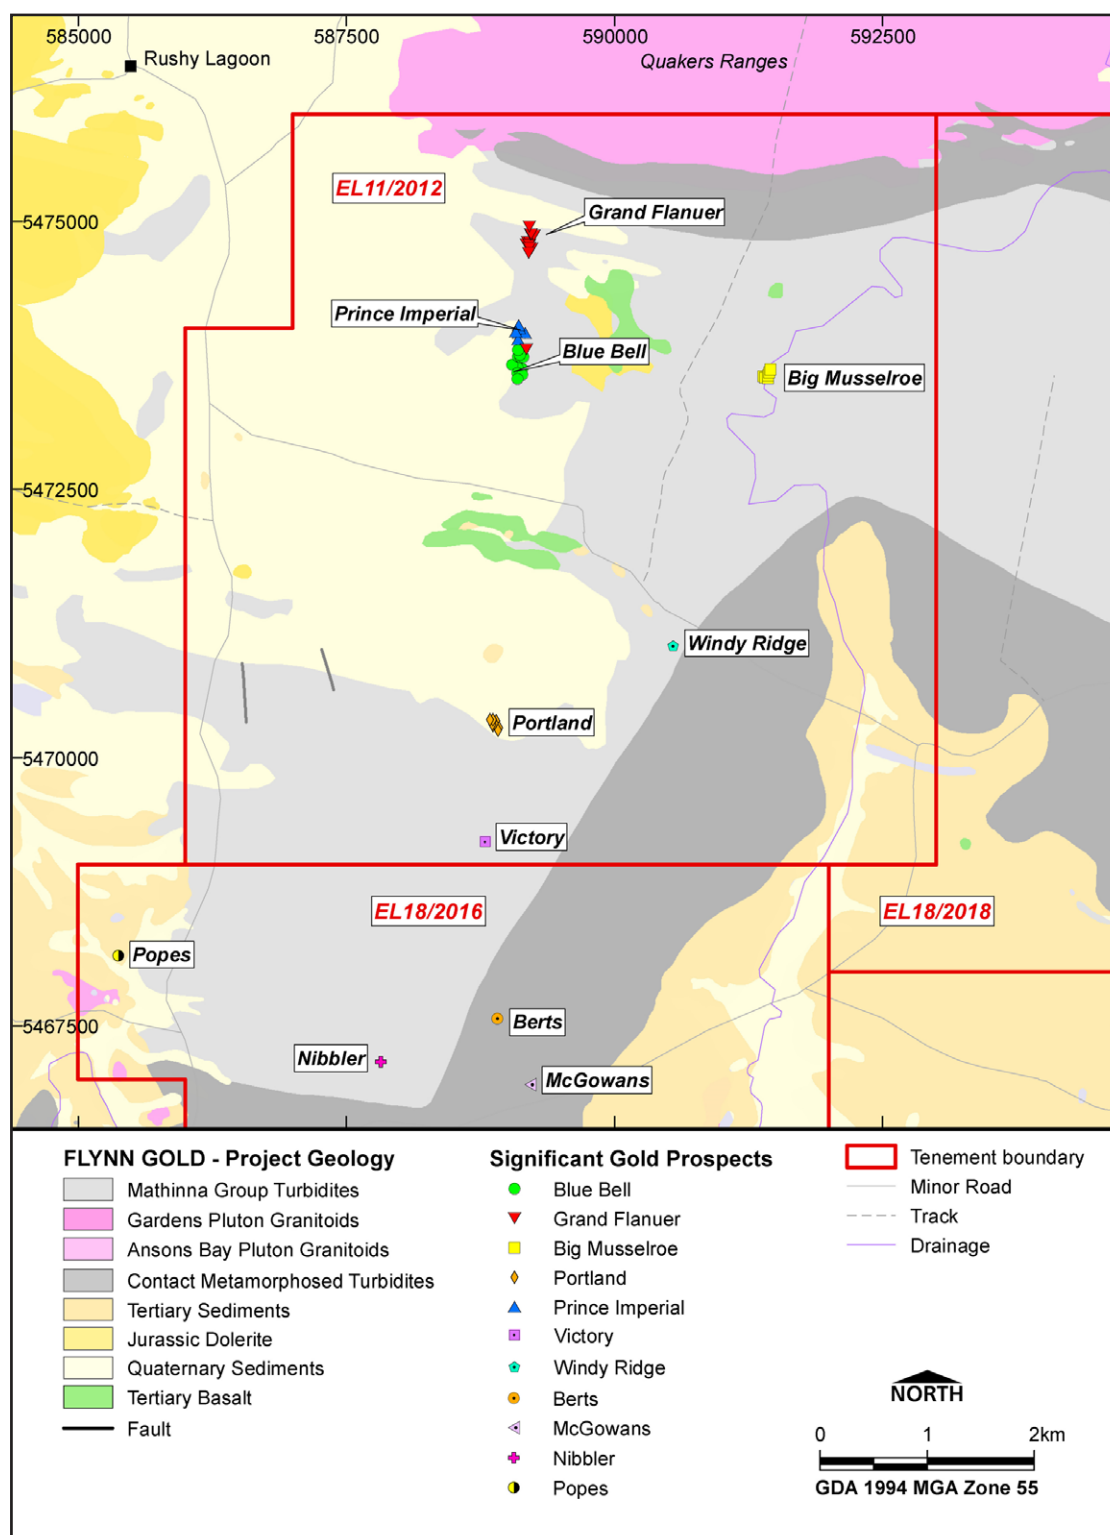 585000
587500
590000
592500
Rushy Lagoon
Quakers Ranges
EL11/2012
5475000
Grand Flanuer
Prince Imperial
Blue Bell
Big Musselroe
5472500
Windy Ridge
Portland
5470000
Victory
EL18/2016
EL18/2018
Popes
5467500
Berts
Nibbler
McGowans
FLYNN GOLD - Project Geology
Mathinna Group Turbidites
Gardens Pluton Granitoids
Ansons Bay Pluton Granitoids
Contact Metamorphosed Turbidites
Tertiary Sediments
Jurassic Dolerite
Quaternary Sediments
Tertiary Basalt
Fault
Significant Gold Prospects
Blue Bell
Grand Flanuer
Big Musselroe
Portland
Prince Imperial
Victory
Windy Ridge
Berts
McGowans
Nibbler
Popes
Tenement boundary
Minor Road
Track
Drainage
NORTH
0 1 2km
GDA 1994 MGA Zone 55